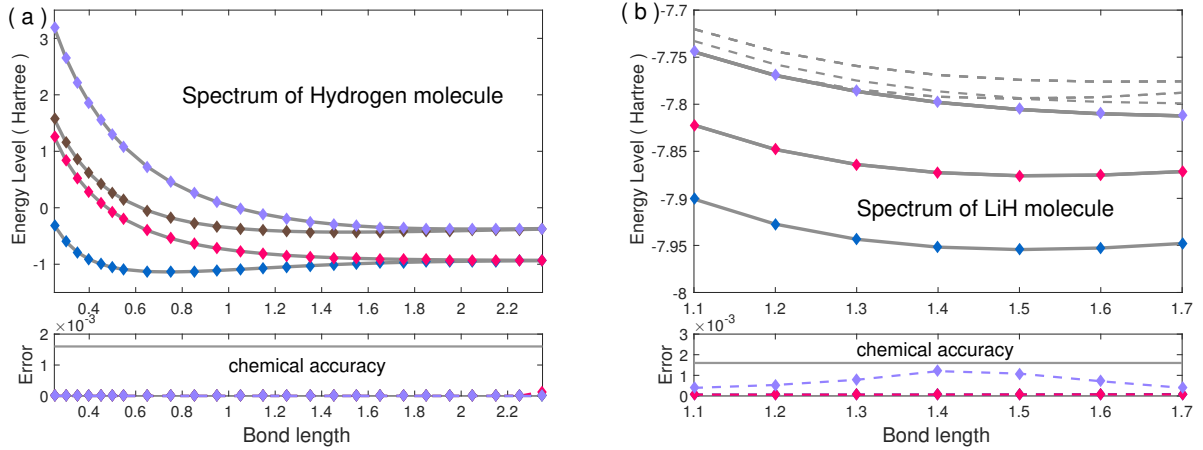 (a)
Energy Level ( Hartree )
3
2
1
0
-1
Spectrum of Hydrogen molecule
0.4 0.6 0.8 1 1.2 1.4 1.6 1.8 2 2.2
×10⁻³
Error
2
1
0
chemical accuracy
0.4 0.6 0.8 1 1.2 1.4 1.6 1.8 2 2.2
Bond length
(b)
Energy Level ( Hartree )
-7.7
-7.75
-7.8
-7.85
-7.9
-7.95
-8
Spectrum of LiH molecule
1.1 1.2 1.3 1.4 1.5 1.6 1.7
×10⁻³
Error
3
2
1
0
chemical accuracy
1.1 1.2 1.3 1.4 1.5 1.6 1.7
Bond length